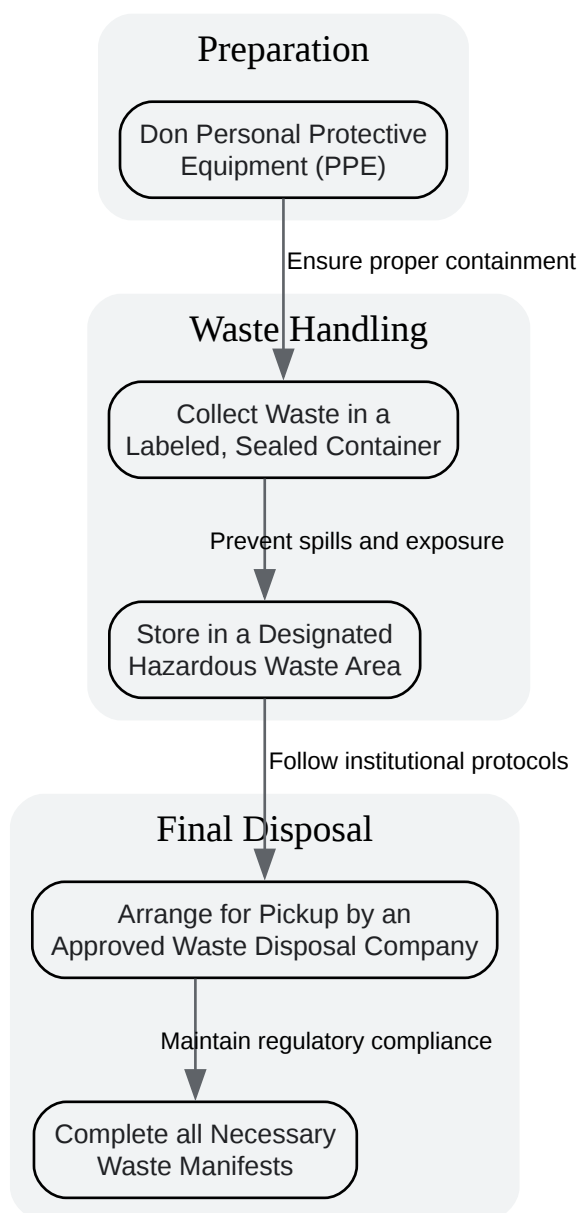 Preparation
Don Personal Protective
Equipment (PPE)
Ensure proper containment
Waste Handling
Collect Waste in a
Labeled, Sealed Container
Prevent spills and exposure
Store in a Designated
Hazardous Waste Area
Follow institutional protocols
Final Disposal
Arrange for Pickup by an
Approved Waste Disposal Company
Maintain regulatory compliance
Complete all Necessary
Waste Manifests